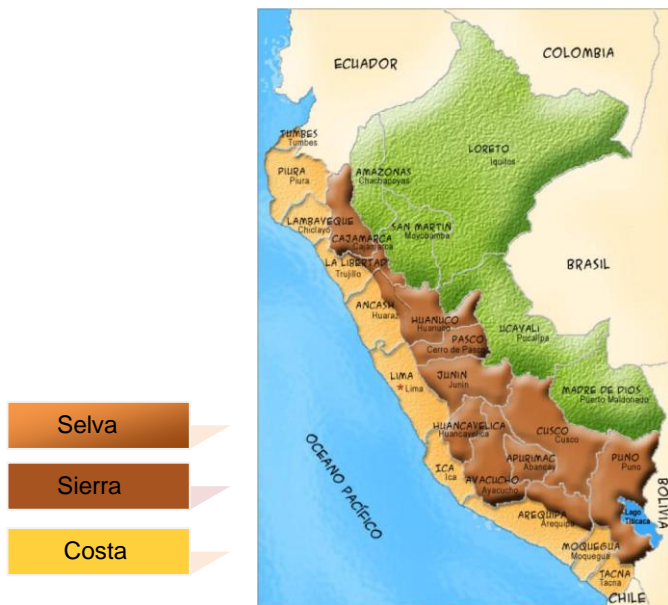 Selva
Sierra
Costa
ECUADOR
COLOMBIA
TUMBES
Tumbes
LORETO
Iquitos
PIURA
Piura
AMAZONAS
Chachapoyas
LAMBAYEQUE
Chiclayo
SAN MARTIN
Moyobamba
CAJAMARCA
Cajamarca
LA LIBERTAD
Trujillo
BRASIL
ANCASH
Huaraz
HUANUCO
Huanuco
UCAYALI
Pucallpa
PASCO
Cerro de Pasco
LIMA
Lima
JUNIN
Junin
MADRE DE DIOS
Puerto Maldonado
HUANCAVELICA
Huancavelica
CUSCO
Cusco
OCEANO PACÍFICO
APURIMAC
Abancay
PUNO
Puno
ICA
Ica
AYACUCHO
Ayacucho
BOLIVIA
Lago
Titicaca
AREQUIPA
Arequipa
MOQUEGUA
Moquegua
TACNA
Tacna
CHILE